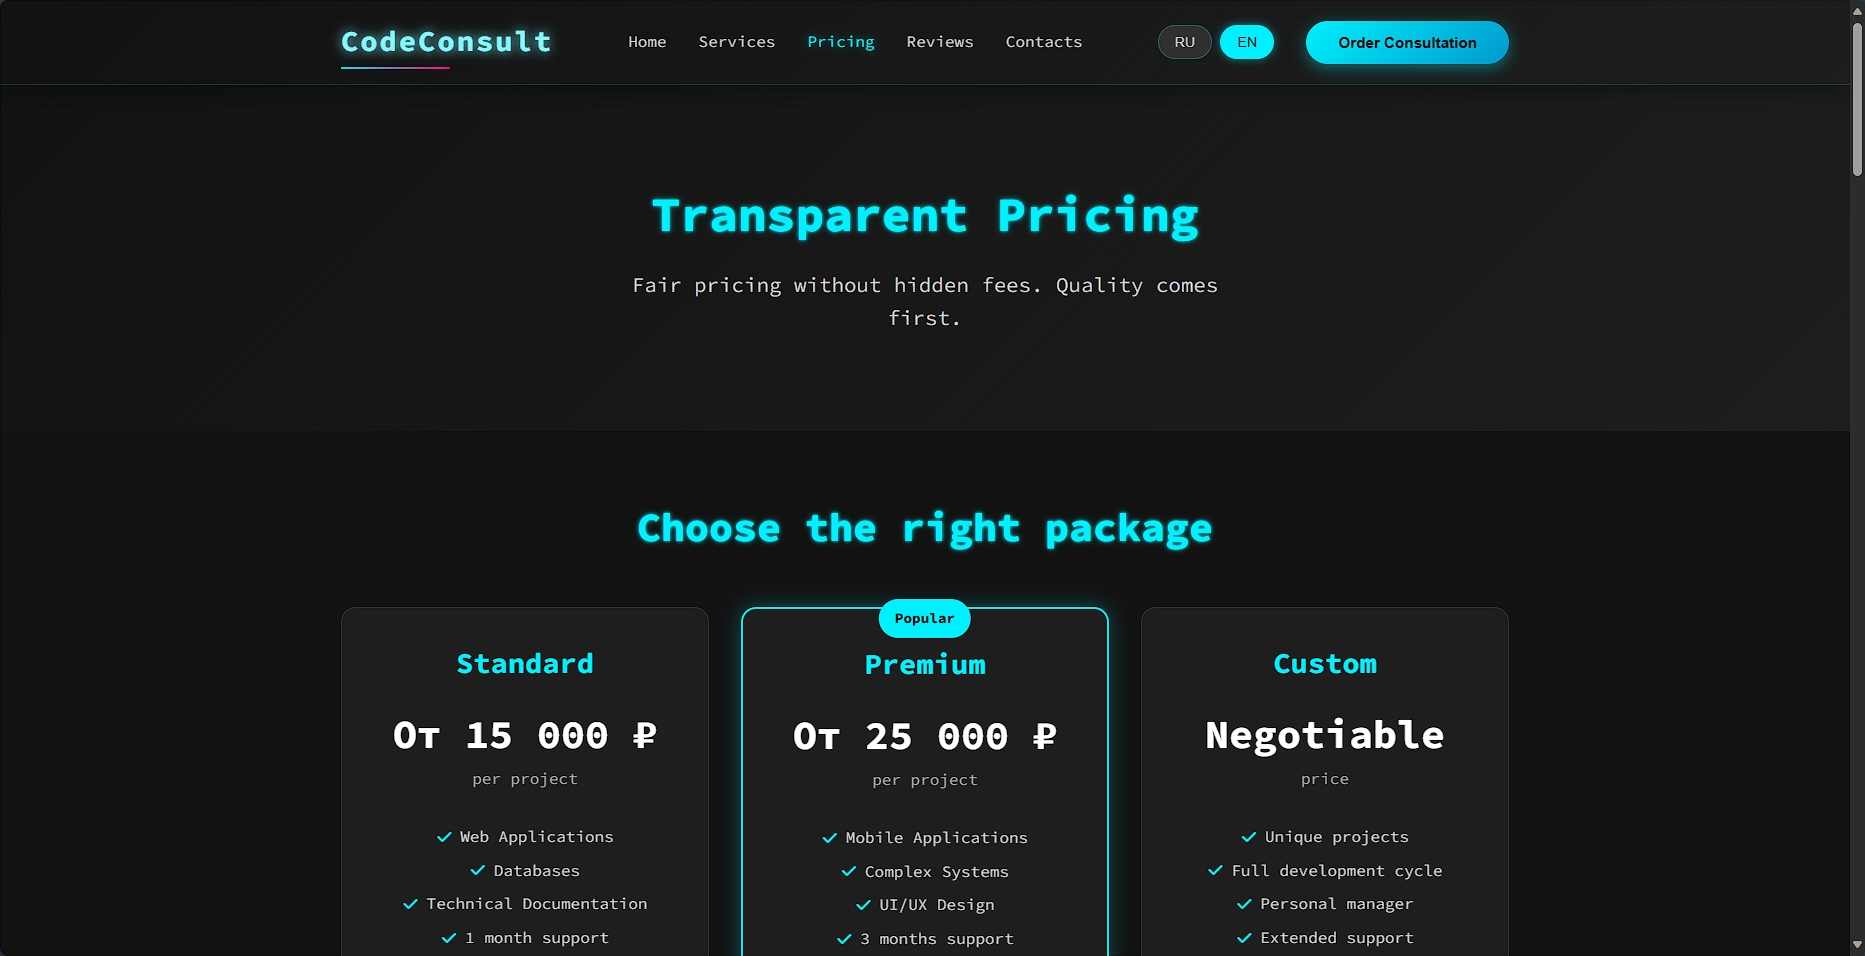 CodeConsult
Home
Services
Pricing
Reviews
Contacts
RU
EN
Order Consultation
Transparent Pricing
Fair pricing without hidden fees. Quality comes
first.
Choose the right package
Standard
От 15 000 ₽
per project
Web Applications
Databases
Technical Documentation
1 month support
Popular
Premium
От 25 000 ₽
per project
Mobile Applications
Complex Systems
UI/UX Design
3 months support
Custom
Negotiable
price
Unique projects
Full development cycle
Personal manager
Extended support